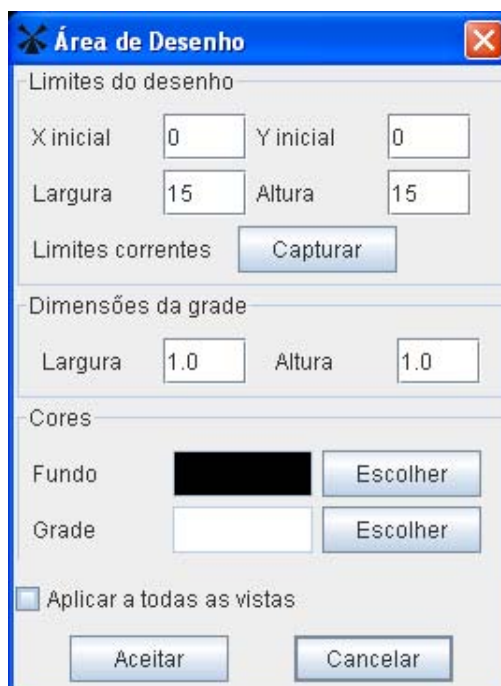 Área de Desenho
Limites do desenho
X inicial 0 Y inicial 0
Largura 15 Altura 15
Limites correntes Capturar
Dimensões da grade
Largura 1.0 Altura 1.0
Cores
Fundo Escolher
Grade Escolher
Aplicar a todas as vistas
Aceitar Cancelar